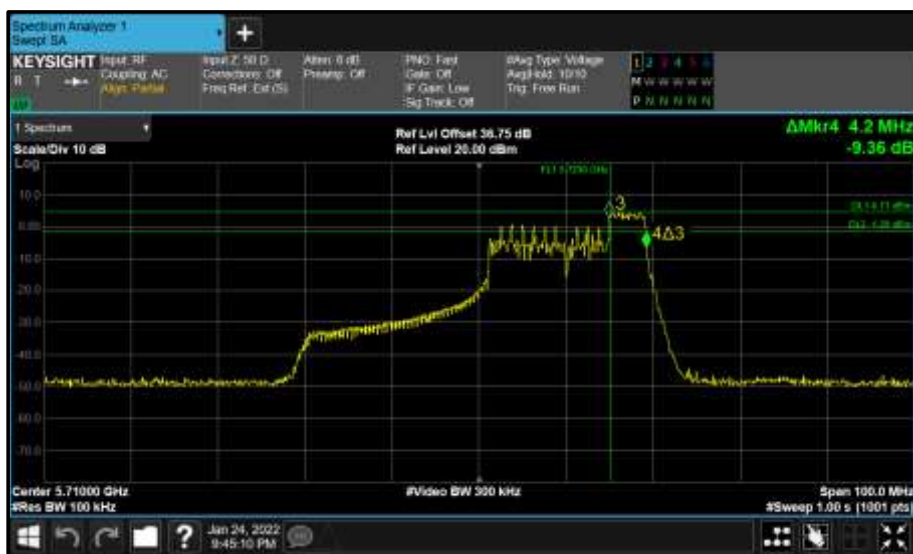 Spectrum Analyzer 1
Swept SA
+
KEYSIGHT
R T
Input: RF
Coupling: AC
Align: Partial
Input Z: 50 Ω
Corrections: Off
Freq Ref: Ext (S)
Atten: 0 dB
Preamp: Off
PNO: Fast
Gate: Off
IF Gain: Low
Sig Track: Off
#Avg Type: Voltage
Avg|Hold: 10/10
Trig: Free Run
1 2 3 4 5 6
M W W W W W
P N N N N N
1 Spectrum
Scale/Div 10 dB
Ref Lvl Offset 36.75 dB
Ref Level 20.00 dBm
ΔMkr4 4.2 MHz
-9.36 dB
Log
10.0
0.00
-10.0
-20.0
-30.0
-40.0
-50.0
-60.0
-70.0
3
4Δ3
Center 5.71000 GHz
#Res BW 100 kHz
#Video BW 300 kHz
Span 100.0 MHz
#Sweep 1.00 s (1001 pts)
?
Jan 24, 2022
9:45:10 PM